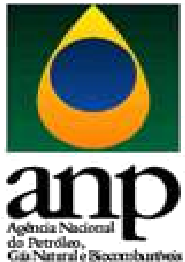 anp
Agência Nacional
do Petróleo,
Gás Natural e Biocombustíveis